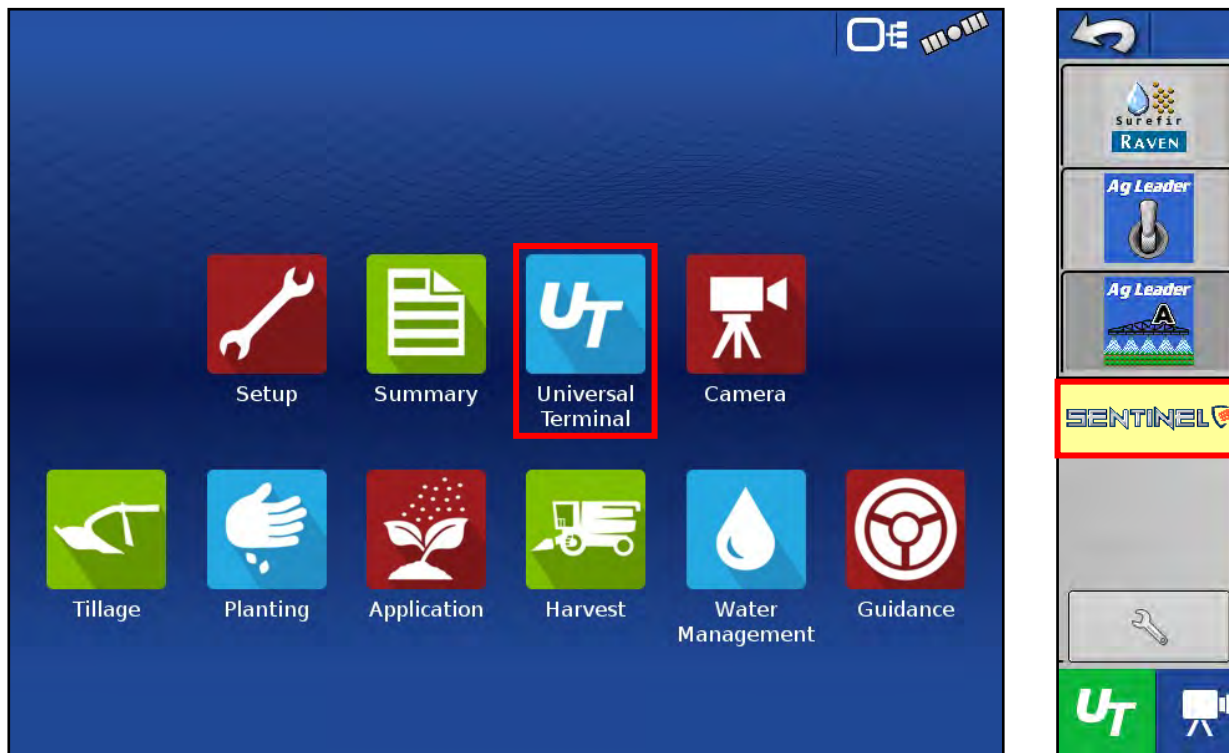 Setup
Summary
UT
Universal
Terminal
Camera
Tillage
Planting
Application
Harvest
Water
Management
Guidance
Surefir
RAVEN
Ag Leader
Ag Leader
A
SENTINEL
UT